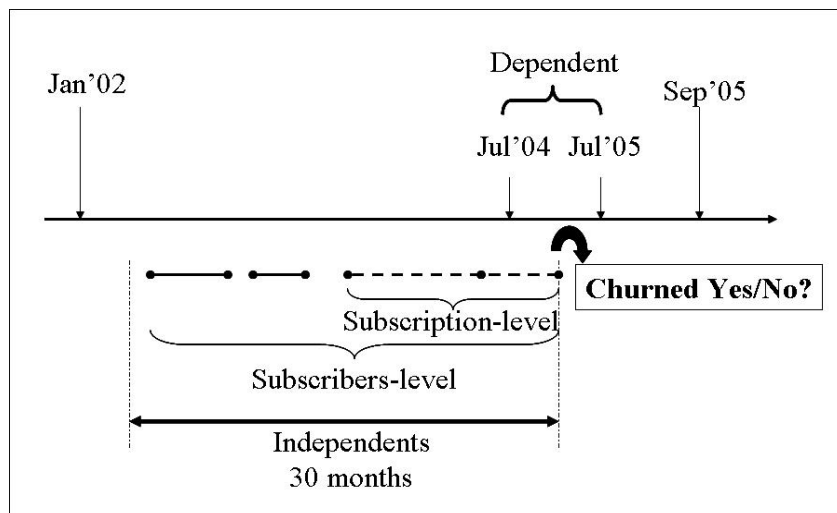 Dependent
Jan’02
Sep’05
Jul’04
Jul’05
Churned Yes/No?
Subscription-level
Subscribers-level
Independents
30 months